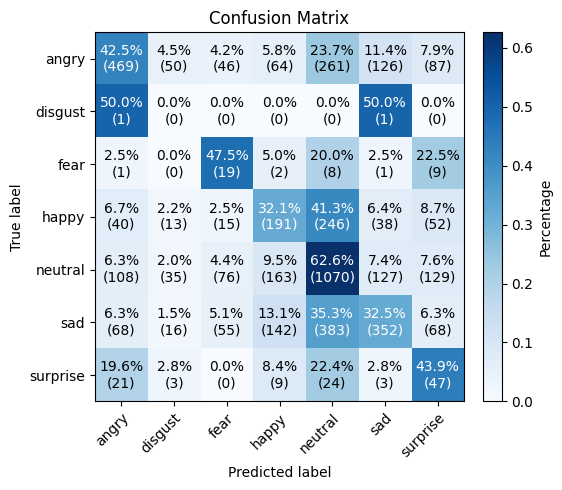 Confusion Matrix
True label
angry 42.5% 4.5% 4.2% 5.8% 23.7% 11.4% 7.9%
(469) (50) (46) (64) (261) (126) (87)
disgust 50.0% 0.0% 0.0% 0.0% 0.0% 50.0% 0.0%
(1) (0) (0) (0) (0) (1) (0)
fear 2.5% 0.0% 47.5% 5.0% 20.0% 2.5% 22.5%
(1) (0) (19) (2) (8) (1) (9)
happy 6.7% 2.2% 2.5% 32.1% 41.3% 6.4% 8.7%
(40) (13) (15) (191) (246) (38) (52)
neutral 6.3% 2.0% 4.4% 9.5% 62.6% 7.4% 7.6%
(108) (35) (76) (163) (1070) (127) (129)
sad 6.3% 1.5% 5.1% 13.1% 35.3% 32.5% 6.3%
(68) (16) (55) (142) (383) (352) (68)
surprise 19.6% 2.8% 0.0% 8.4% 22.4% 2.8% 43.9%
(21) (3) (0) (9) (24) (3) (47)
angry disgust fear happy neutral sad surprise
Predicted label
0.6
0.5
0.4
0.3
0.2
0.1
0.0
Percentage